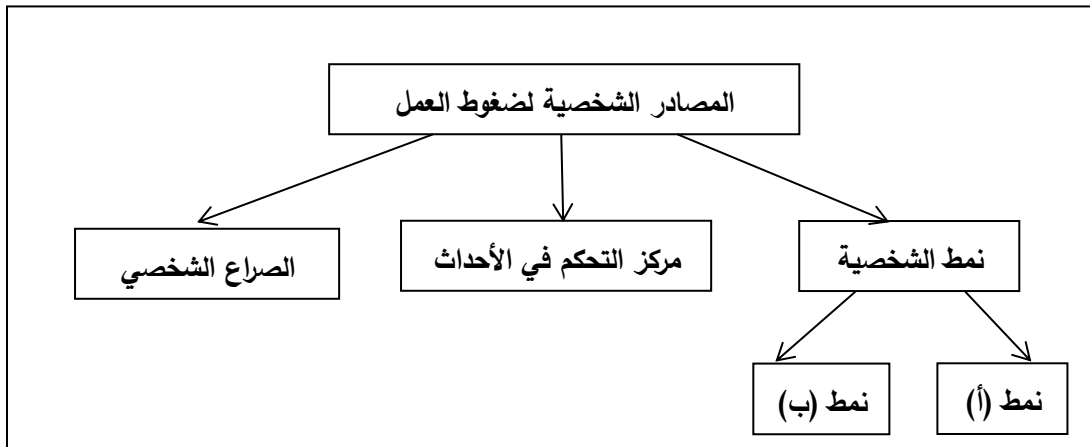 المصادر الشخصية لضغوط العمل
نمط الشخصية
مركز التحكم في الأحداث
الصراع الشخصي
نمط (أ)
نمط (ب)